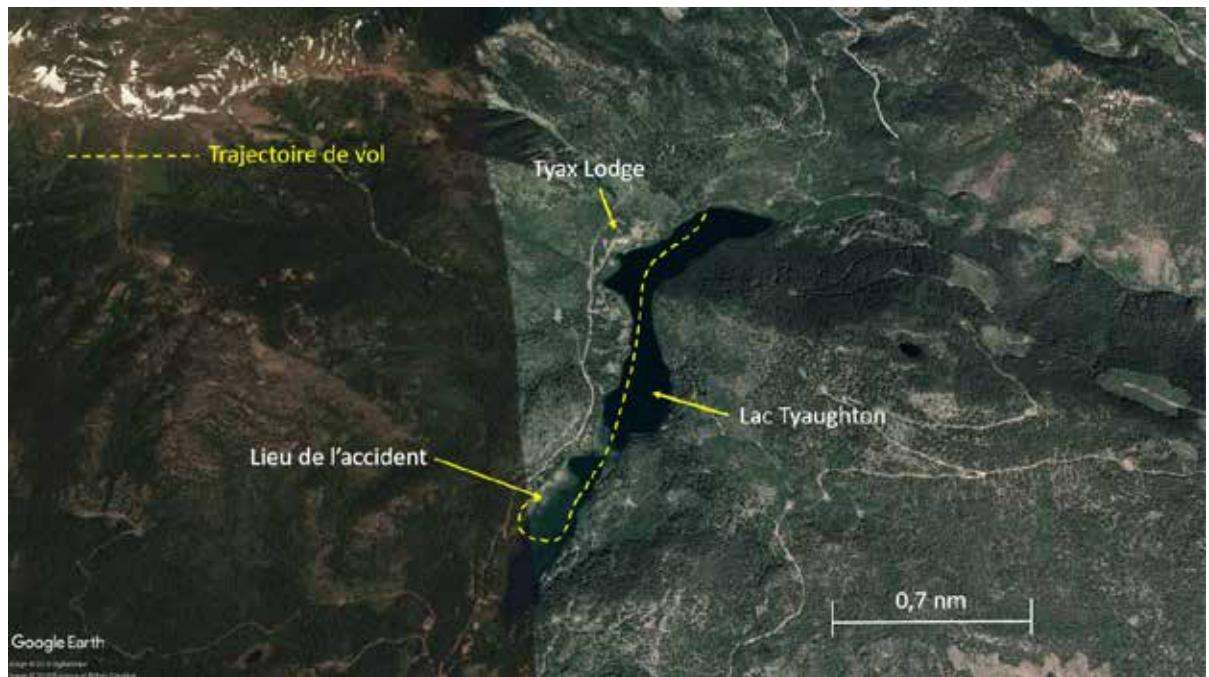 Trajectoire de vol
Tyax Lodge
Lac Tyaughton
Lieu de l'accident
0,7 nm
Google Earth